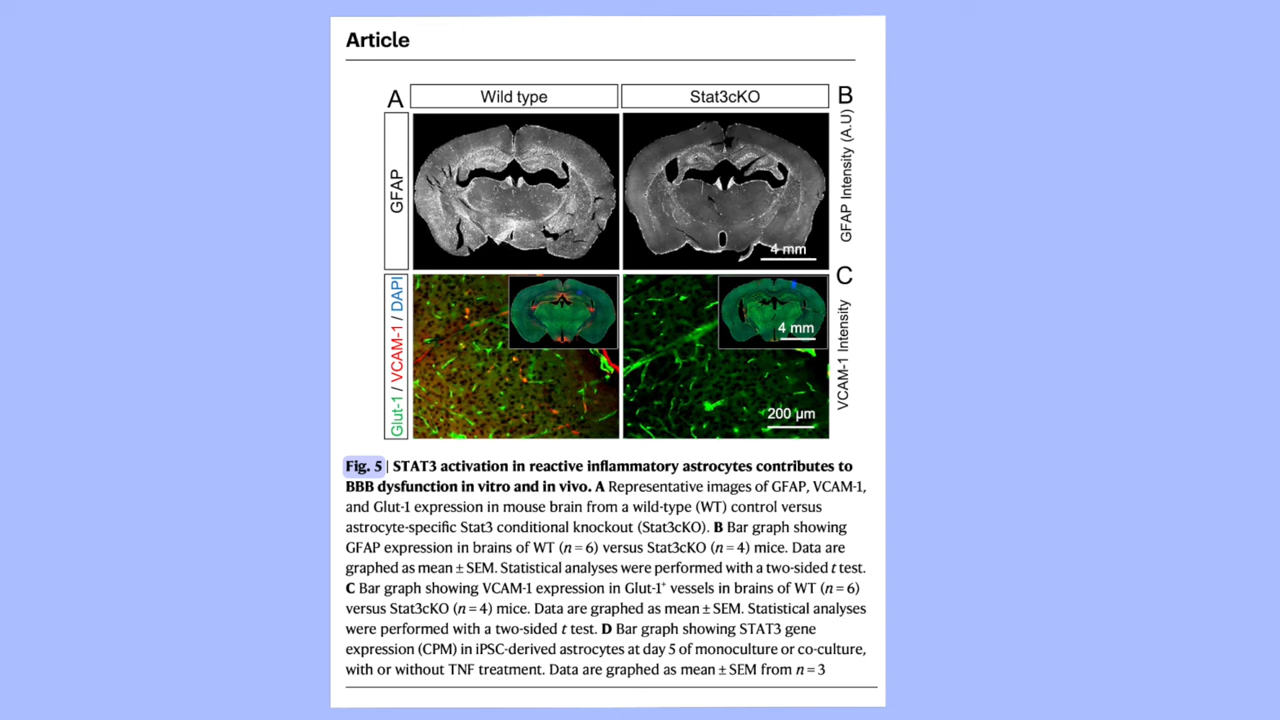 Article
A
Wild type
Stat3cKO
B
GFAP
GFAP Intensity (A.U)
4 mm
C
Glut-1 / VCAM-1 / DAPI
4 mm
200 μm
VCAM-1 Intensity
Fig. 5 | STAT3 activation in reactive inflammatory astrocytes contributes to
BBB dysfunction in vitro and in vivo. A Representative images of GFAP, VCAM-1,
and Glut-1 expression in mouse brain from a wild-type (WT) control versus
astrocyte-specific Stat3 conditional knockout (Stat3cKO). B Bar graph showing
GFAP expression in brains of WT (n = 6) versus Stat3cKO (n = 4) mice. Data are
graphed as mean ± SEM. Statistical analyses were performed with a two-sided t test.
C Bar graph showing VCAM-1 expression in Glut-1⁺ vessels in brains of WT (n = 6)
versus Stat3cKO (n = 4) mice. Data are graphed as mean ± SEM. Statistical analyses
were performed with a two-sided t test. D Bar graph showing STAT3 gene
expression (CPM) in iPSC-derived astrocytes at day 5 of monoculture or co-culture,
with or without TNF treatment. Data are graphed as mean ± SEM from n = 3